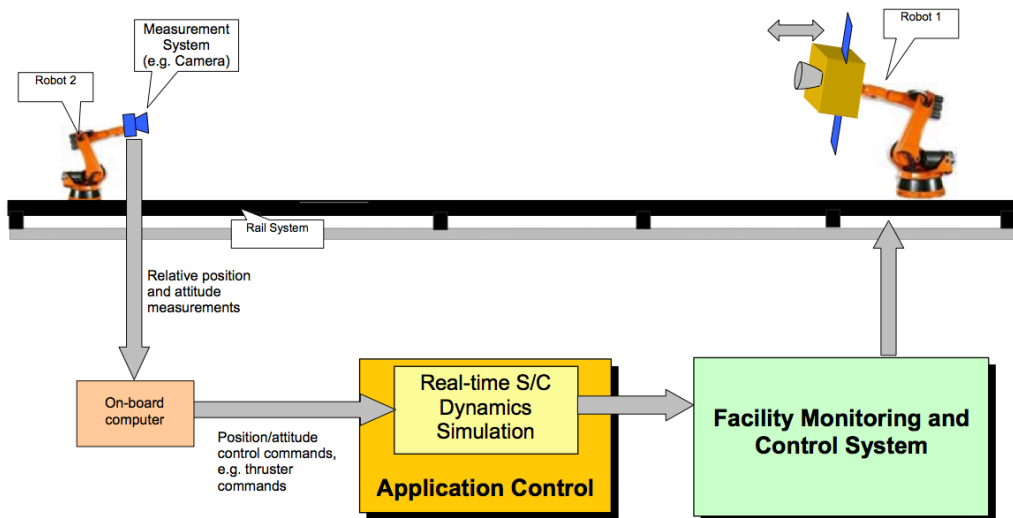 Measurement
System
(e.g. Camera)
Robot 2
Robot 1
Rail System
Relative position
and attitude
measurements
On-board
computer
Position/attitude
control commands,
e.g. thruster
commands
Real-time S/C
Dynamics
Simulation
Application Control
Facility Monitoring and
Control System